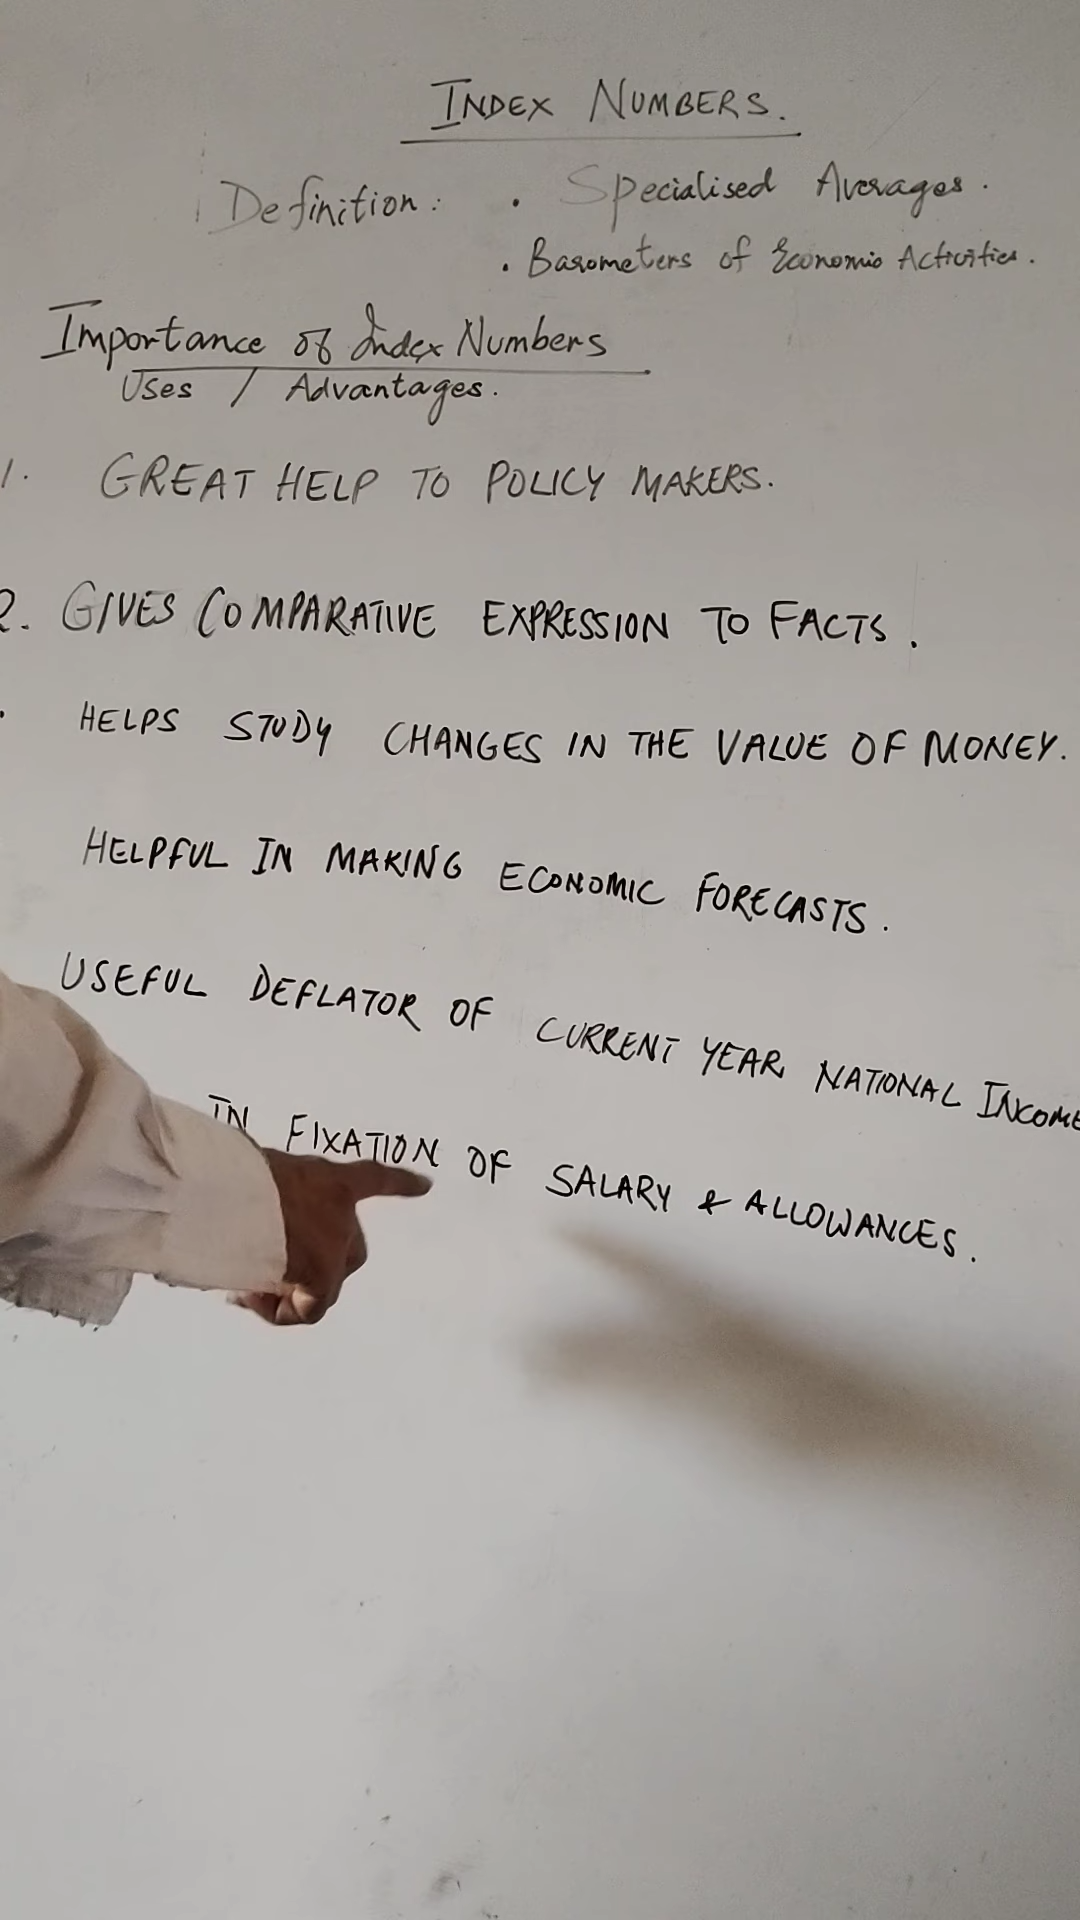 INDEX NUMBERS.
Definition: • Specialised Averages.
• Barometers of Economic Activities.
Importance of Index Numbers
Uses / Advantages.
1. GREAT HELP TO POLICY MAKERS.
2. GIVES COMPARATIVE EXPRESSION TO FACTS.
. HELPS STUDY CHANGES IN THE VALUE OF MONEY.
HELPFUL IN MAKING ECONOMIC FORECASTS.
USEFUL DEFLATOR OF CURRENT YEAR NATIONAL INCOME
IN FIXATION OF SALARY & ALLOWANCES.